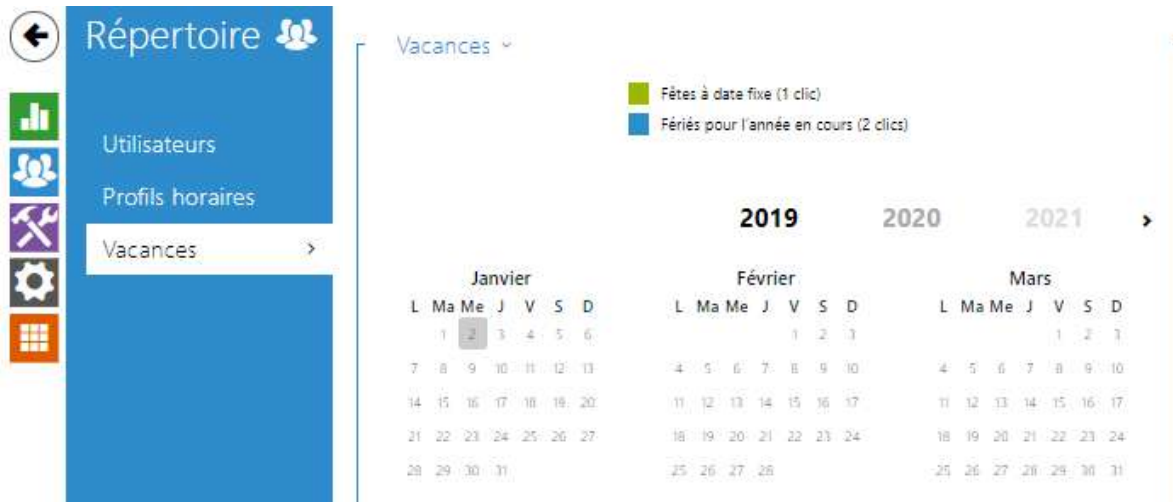 Répertoire
Utilisateurs
Profils horaires
Vacances
Vacances
Fêtes à date fixe (1 clic)
Fériés pour l'année en cours (2 clics)
2019 2020 2021
Janvier Février Mars
L Ma Me J V S D L Ma Me J V S D L Ma Me J V S D
1 2 3 4 5 6 1 2 3 1 2 3
7 8 9 10 11 12 13 4 5 6 7 8 9 10 4 5 6 7 8 9 10
14 15 16 17 18 19 20 11 12 13 14 15 16 17 11 12 13 14 15 16 17
21 22 23 24 25 26 27 18 19 20 21 22 23 24 18 19 20 21 22 23 24
28 29 30 31 25 26 27 28 25 26 27 28 29 30 31